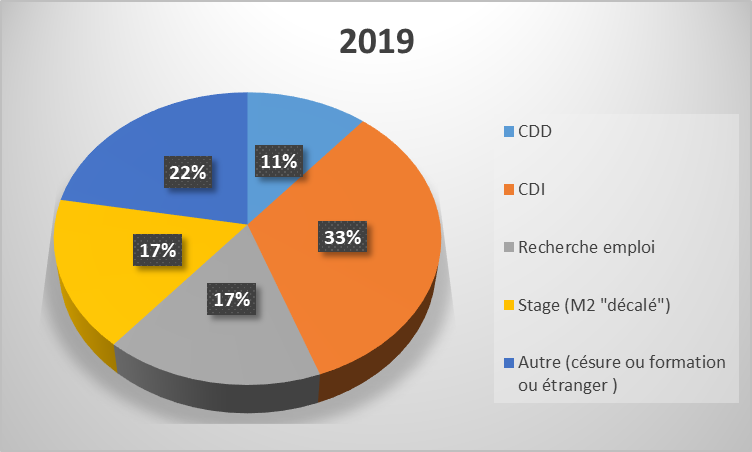 2019
11%
33%
17%
17%
22%
CDD
CDI
Recherche emploi
Stage (M2 "décalé")
Autre (césure ou formation
ou étranger )